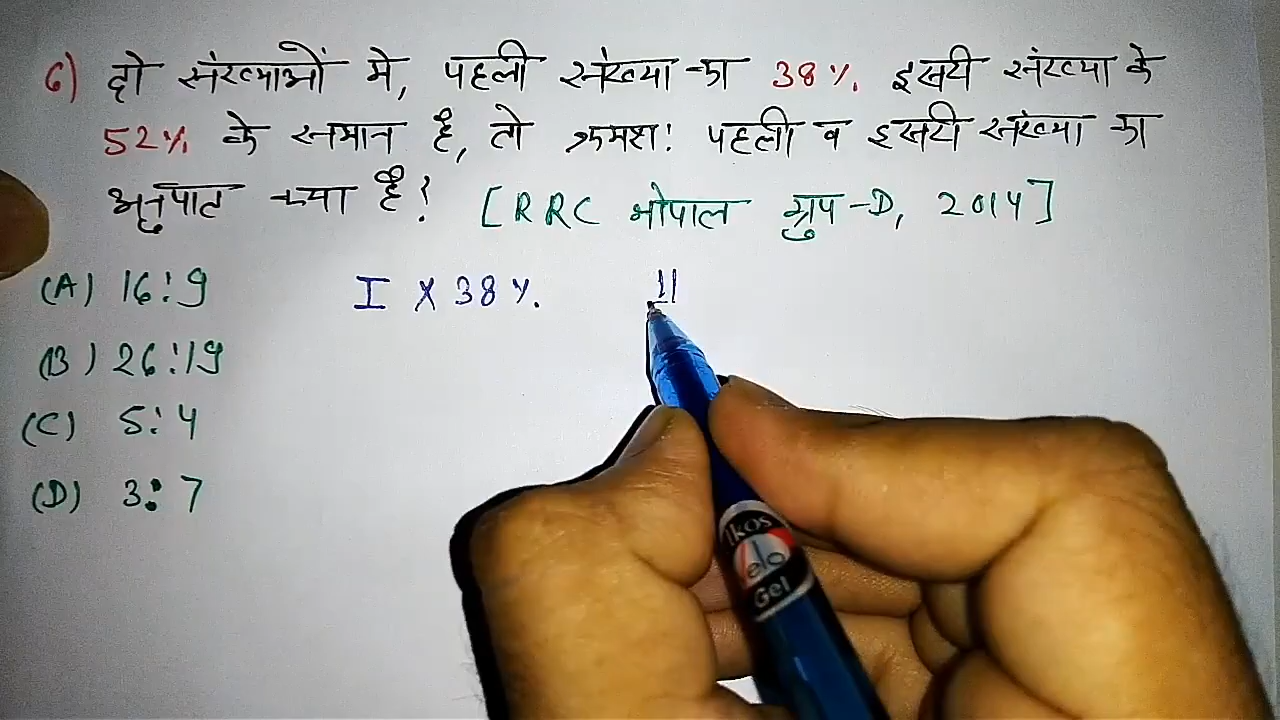 6) दो संख्याओं मे, पहली संख्या का 38% दूसरी संख्या के
52% के समान है, तो क्रमशः पहली व दूसरी संख्या का
अनुपात क्या है? [RRC भोपाल ग्रुप-D, 2014]
(A) 16:9
I X 38% II
(B) 26:19
(C) 5:4
(D) 3:7
Gel